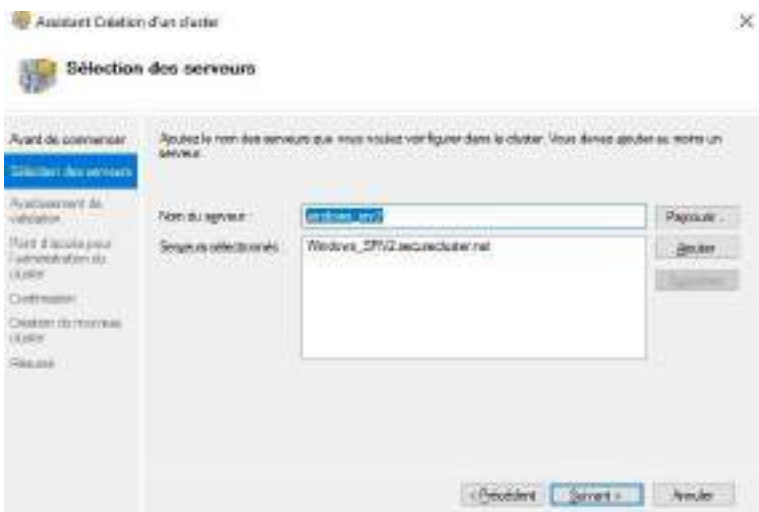 Assistant Création d'un cluster
Sélection des serveurs
Avant de commencer
Sélection des serveurs
Avertissement de
validation
Point d'accès pour
l'administration du
cluster
Confirmation
Création du nouveau
cluster
Résumé
Ajoutez le nom des serveurs que vous voulez voir figurer dans le cluster. Vous devez ajouter au moins un
serveur.
Nom du serveur :
Parcourir...
Serveurs sélectionnés :
Windows_SRV2.securecluster.net
Ajouter
< Précédent
Suivant >
Annuler